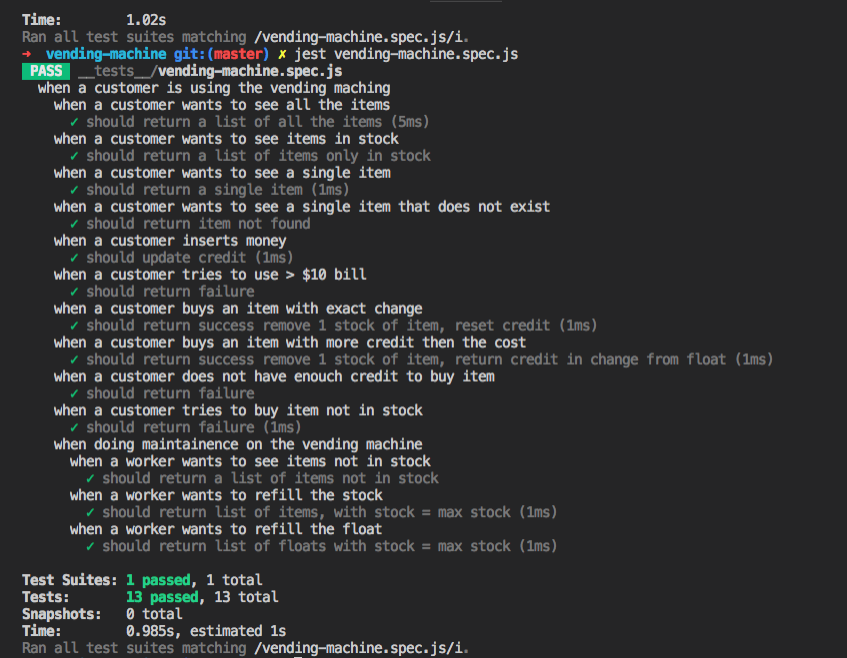 Time:        1.02s
Ran all test suites matching /vending-machine.spec.js/i.
➜  vending-machine git:(master) ✗ jest vending-machine.spec.js
PASS  __tests__/vending-machine.spec.js
  when a customer is using the vending maching
    when a customer wants to see all the items
      ✓ should return a list of all the items (5ms)
    when a customer wants to see items in stock
      ✓ should return a list of items only in stock
    when a customer wants to see a single item
      ✓ should return a single item (1ms)
    when a customer wants to see a single item that does not exist
      ✓ should return item not found
    when a customer inserts money
      ✓ should update credit (1ms)
    when a customer tries to use > $10 bill
      ✓ should return failure
    when a customer buys an item with exact change
      ✓ should return success remove 1 stock of item, reset credit (1ms)
    when a customer buys an item with more credit then the cost
      ✓ should return success remove 1 stock of item, return credit in change from float (1ms)
    when a customer does not have enouch credit to buy item
      ✓ should return failure
    when a customer tries to buy item not in stock
      ✓ should return failure (1ms)
    when doing maintainence on the vending machine
      when a worker wants to see items not in stock
        ✓ should return a list of items not in stock
      when a worker wants to refill the stock
        ✓ should return list of items, with stock = max stock (1ms)
      when a worker wants to refill the float
        ✓ should return list of floats with stock = max stock (1ms)

Test Suites: 1 passed, 1 total
Tests:       13 passed, 13 total
Snapshots:   0 total
Time:        0.985s, estimated 1s
Ran all test suites matching /vending-machine.spec.js/i.